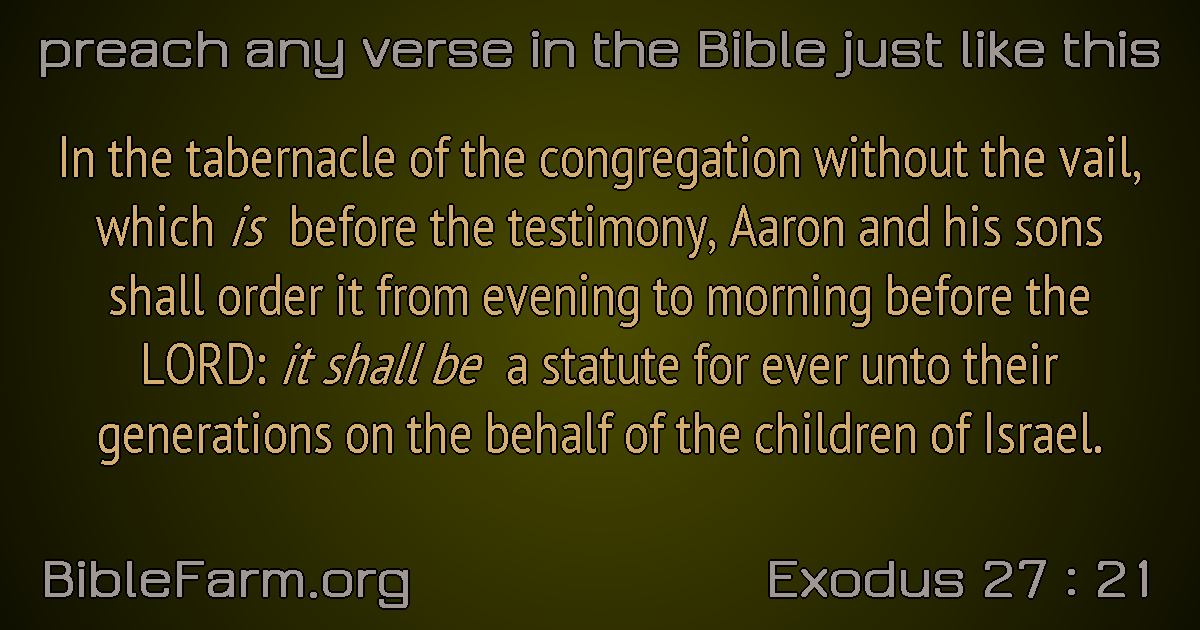 preach any verse in the Bible just like this
In the tabernacle of the congregation without the vail,
which is before the testimony, Aaron and his sons
shall order it from evening to morning before the
LORD: it shall be a statute for ever unto their
generations on the behalf of the children of Israel.
BibleFarm.org
Exodus 27 : 21